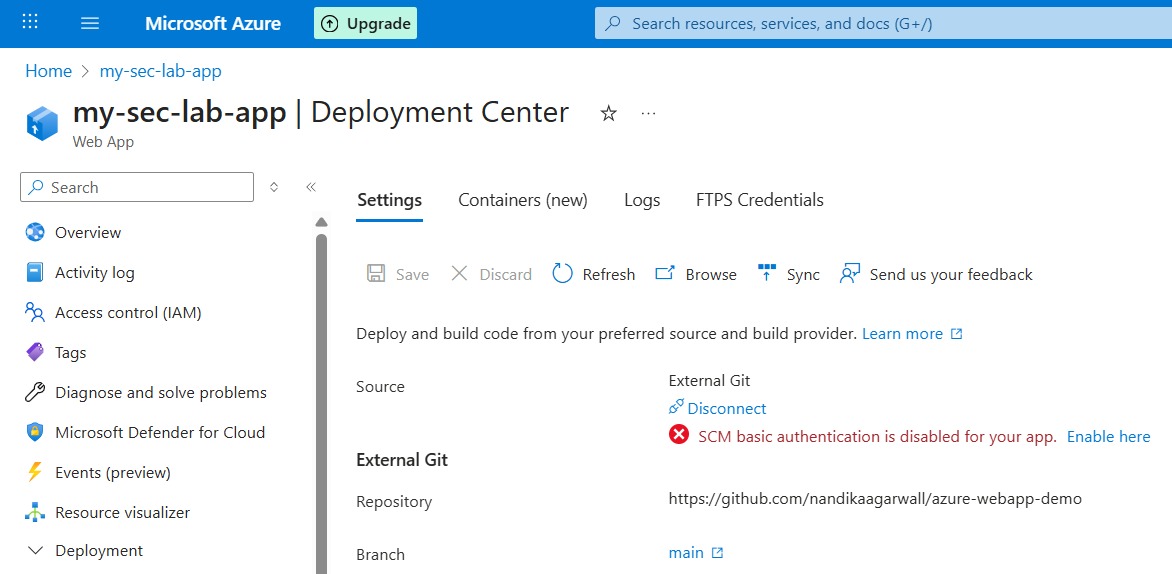 Microsoft Azure
Upgrade
Search resources, services, and docs (G+/)
Home > my-sec-lab-app
my-sec-lab-app | Deployment Center
...
Web App
Search
Overview
Activity log
Access control (IAM)
Tags
Diagnose and solve problems
Microsoft Defender for Cloud
Events (preview)
Resource visualizer
Deployment
Settings Containers (new) Logs FTPS Credentials
Save Discard Refresh Browse Sync Send us your feedback
Deploy and build code from your preferred source and build provider. Learn more
Source External Git
Disconnect
SCM basic authentication is disabled for your app. Enable here
External Git
Repository https://github.com/nandikaagarwall/azure-webapp-demo
Branch main